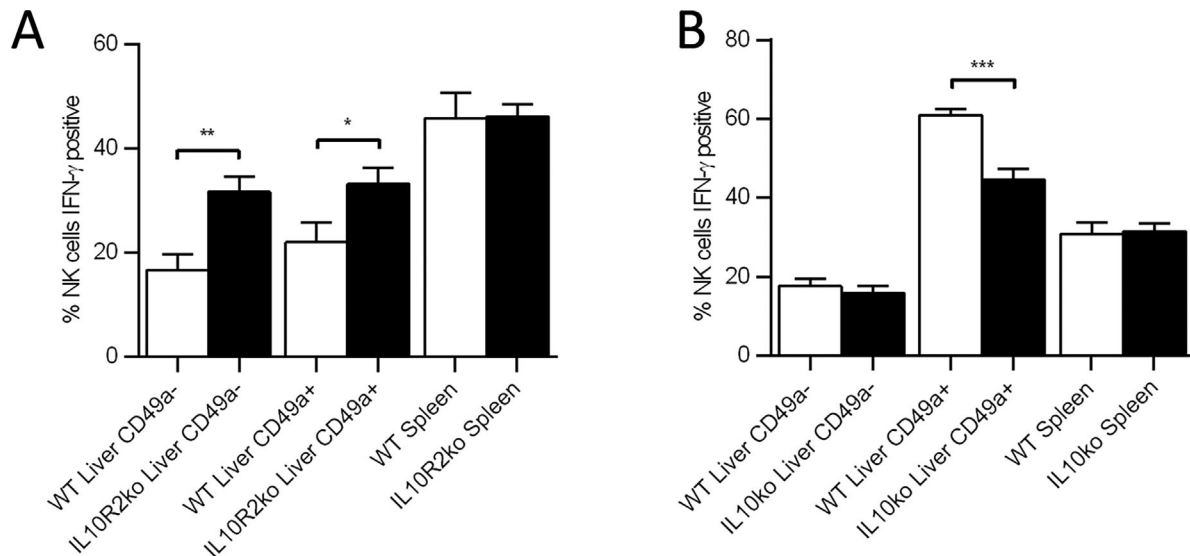 A
% NK cells IFN-γ positive
60
40
20
0
**
*
WT Liver CD49a-
IL10R2ko Liver CD49a-
WT Liver CD49a+
IL10R2ko Liver CD49a+
WT Spleen
IL10R2ko Spleen
B
% NK cells IFN-γ positive
80
60
40
20
0
***
WT Liver CD49a-
IL10ko Liver CD49a-
WT Liver CD49a+
IL10ko Liver CD49a+
WT Spleen
IL10ko Spleen